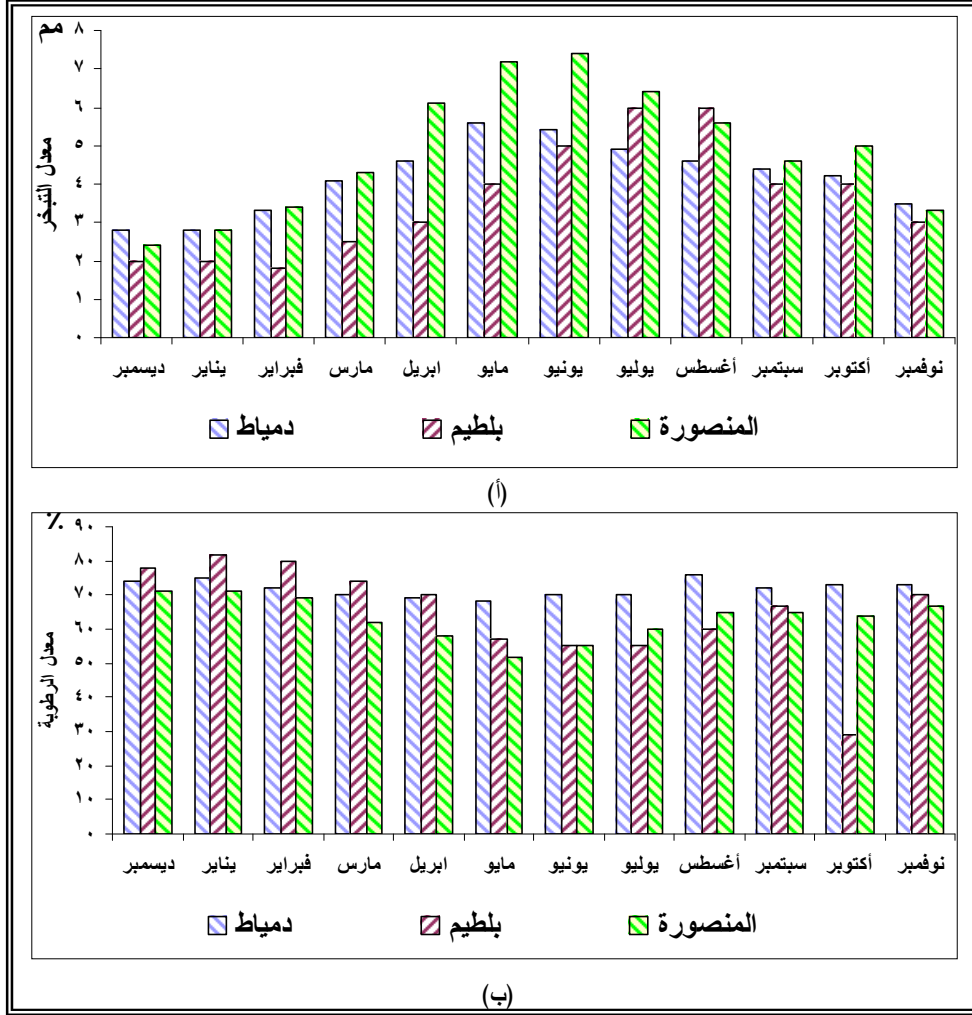 مم
٨
٧
٦
٥
٤
٣
٢
١
٠
معدل التبخر
ديسمبر يناير فبراير مارس ابريل مايو يونيو يوليو أغسطس سبتمبر أكتوبر نوفمبر
دمياط بلطيم المنصورة
(أ)
٪
٩٠
٨٠
٧٠
٦٠
٥٠
٤٠
٣٠
٢٠
١٠
٠
معدل الرطوبة
ديسمبر يناير فبراير مارس ابريل مايو يونيو يوليو أغسطس سبتمبر أكتوبر نوفمبر
دمياط بلطيم المنصورة
(ب)